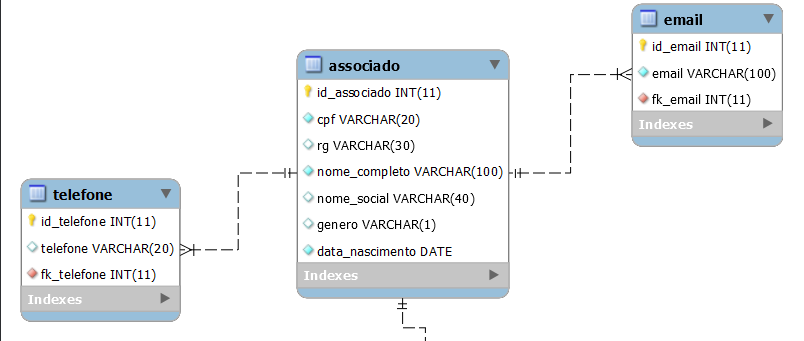 email
id_email INT(11)
email VARCHAR(100)
fk_email INT(11)
Indexes
associado
id_associado INT(11)
cpf VARCHAR(20)
rg VARCHAR(30)
nome_completo VARCHAR(100)
nome_social VARCHAR(40)
genero VARCHAR(1)
data_nascimento DATE
Indexes
telefone
id_telefone INT(11)
telefone VARCHAR(20)
fk_telefone INT(11)
Indexes